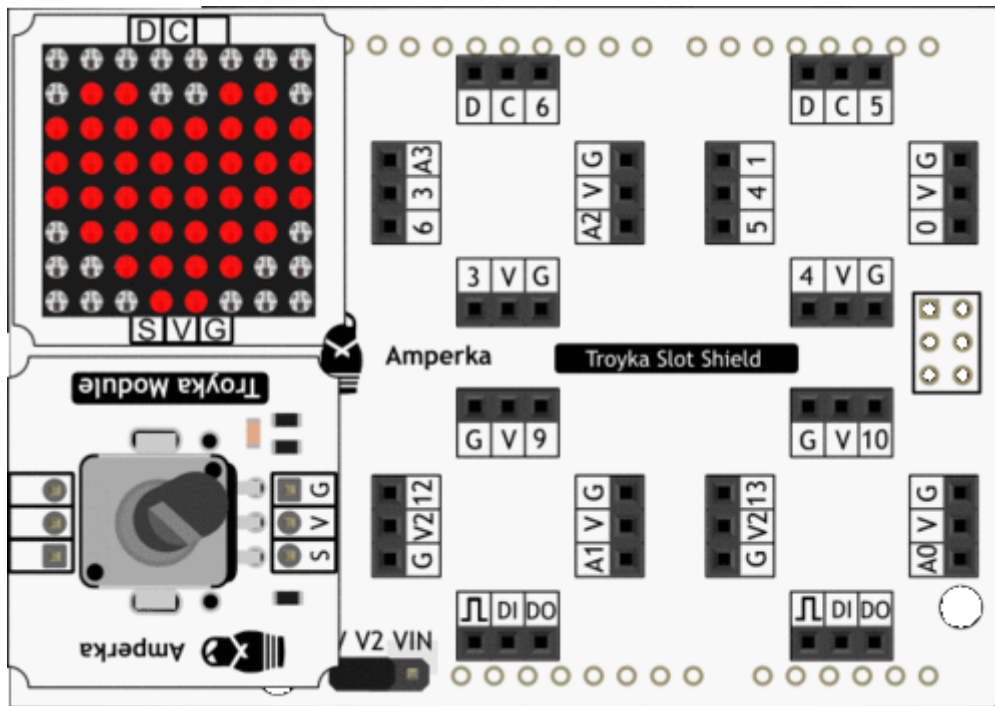 D C
D C 6
D C 5
A3
3
6
G
V
A2
1
4
5
G
V
0
3 V G
4 V G
S V G
Amperka
Troyka Slot Shield
Troyka Module
G V 9
G V 10
G
V
S
12
V2
G
G
V
A1
13
V2
G
G
V
A0
DI DO
DI DO
Amperka
V2 VIN